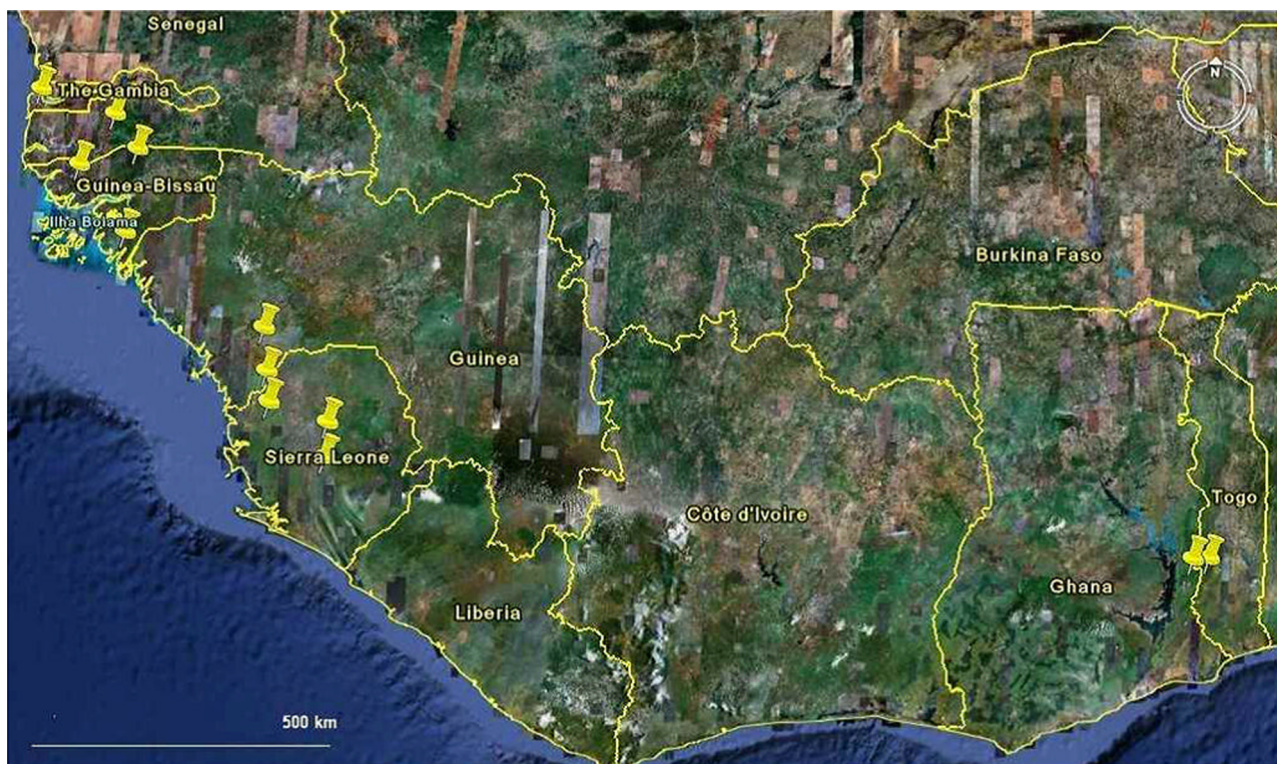 Senegal
N
The Gambia
Guinea-Bissau
Ilha Bolama
Burkina Faso
Guinea
Sierra Leone
Togo
Côte d'Ivoire
Ghana
Liberia
500 km